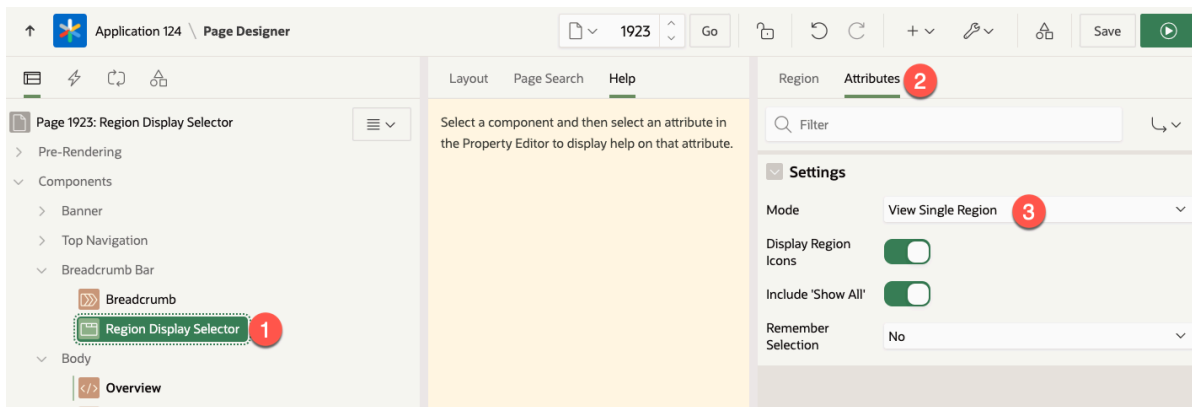 Application 124 \ Page Designer
1923
Go
Save
Layout Page Search Help
Region Attributes 2
Page 1923: Region Display Selector
Pre-Rendering
Components
Banner
Top Navigation
Breadcrumb Bar
Breadcrumb
Region Display Selector 1
Body
</> Overview
Select a component and then select an attribute in
the Property Editor to display help on that attribute.
Filter
Settings
Mode View Single Region 3
Display Region
Icons
Include 'Show All'
Remember
Selection No